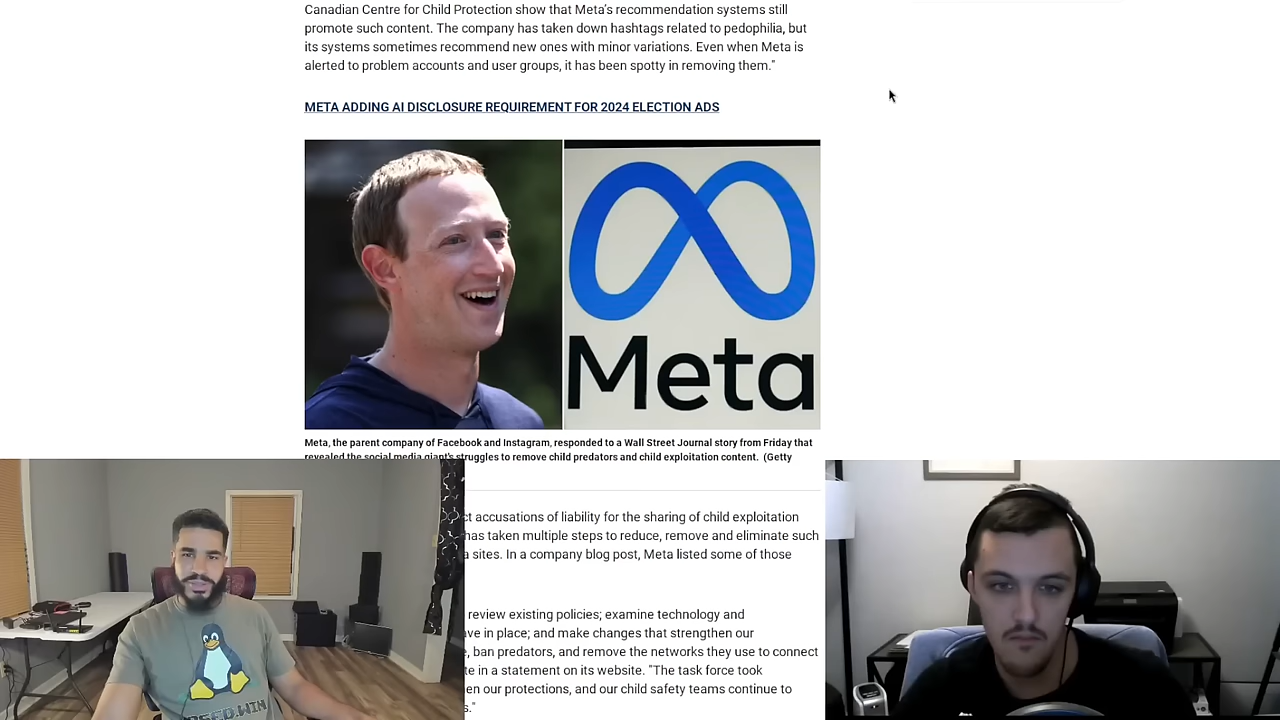 Canadian Centre for Child Protection show that Meta's recommendation systems still
promote such content. The company has taken down hashtags related to pedophilia, but
its systems sometimes recommend new ones with minor variations. Even when Meta is
alerted to problem accounts and user groups, it has been spotty in removing them."
META ADDING AI DISCLOSURE REQUIREMENT FOR 2024 ELECTION ADS
Meta
Meta, the parent company of Facebook and Instagram, responded to a Wall Street Journal story from Friday that
revealed the social media giant's struggles to remove child predators and child exploitation content. (Getty
ct accusations of liability for the sharing of child exploitation
has taken multiple steps to reduce, remove and eliminate such
a sites. In a company blog post, Meta listed some of those
review existing policies; examine technology and
ve in place; and make changes that strengthen our
e, ban predators, and remove the networks they use to connect
te in a statement on its website. "The task force took
en our protections, and our child safety teams continue to
s."